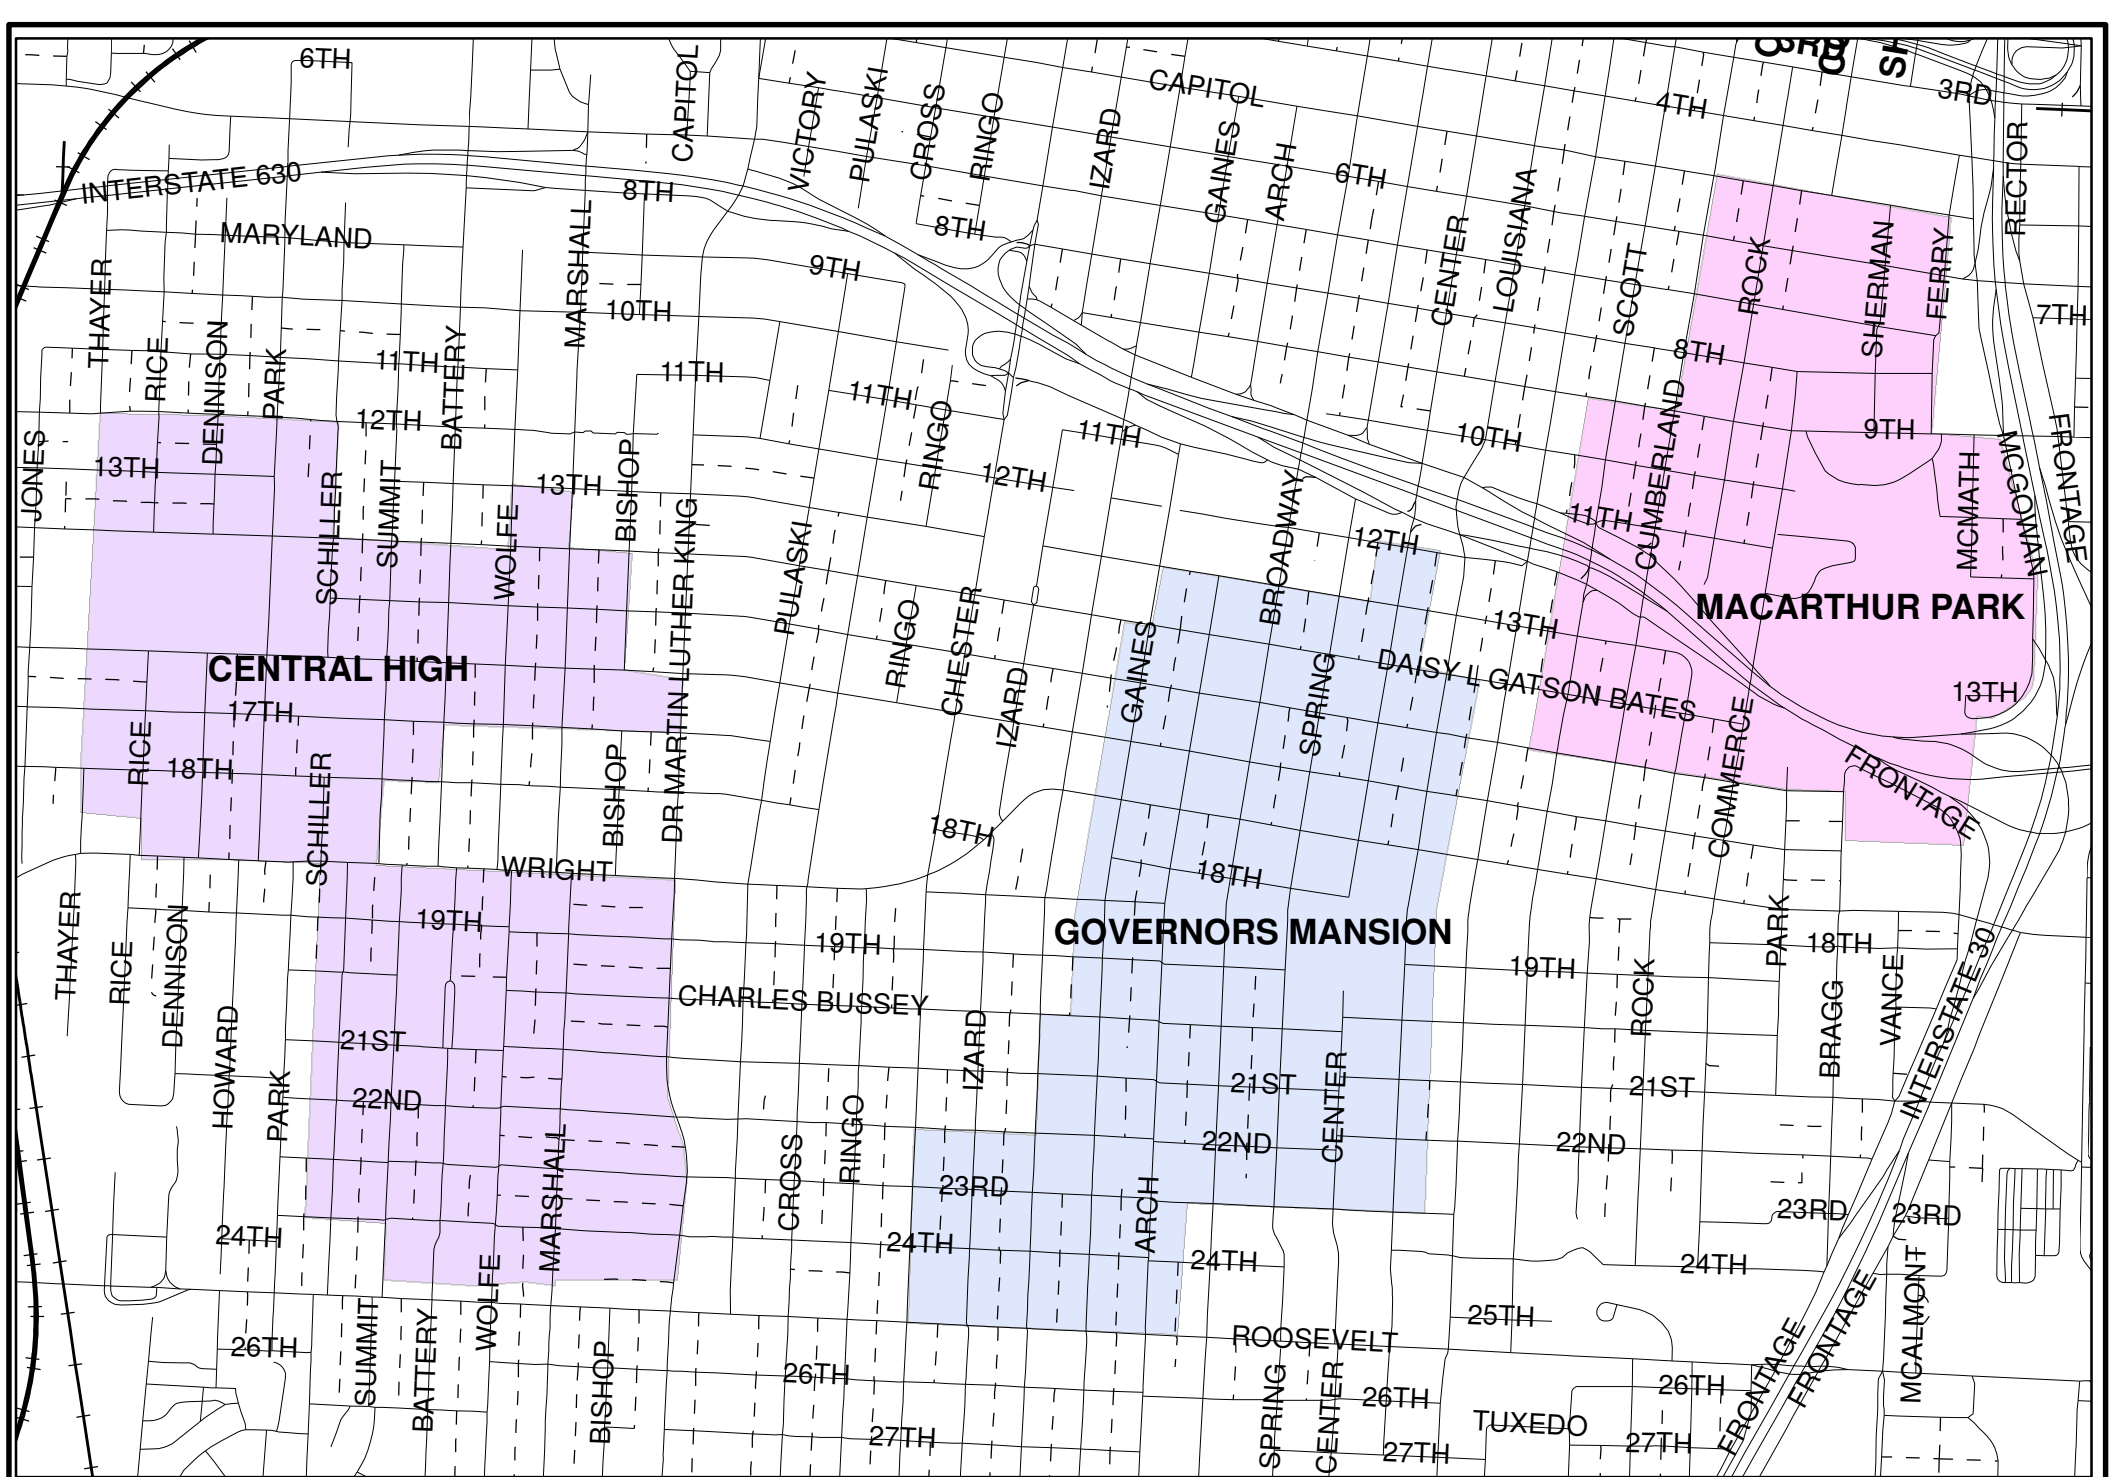 6TH
CAPITOL
VICTORY
PULASKI
CROSS
RINGO
IZARD
CAPITOL
GAINES
ARCH
6TH
4TH
3RD
3RD
RECTOR
INTERSTATE 630
8TH
8TH
MARYLAND
MARSHALL
9TH
CENTER
LOUISIANA
SCOTT
ROCK
SHERMAN
FERRY
7TH
THAYER
RICE
DENNISON
PARK
11TH
BATTERY
10TH
11TH
11TH
RINGO
8TH
12TH
12TH
11TH
10TH
9TH
CUMBERLAND
11TH
MCMATH
MCGOWAN
FRONTAGE
JONES
13TH
SCHILLER
SUMMIT
WOLFE
13TH
BISHOP
DR MARTIN LUTHER KING
PULASKI
RINGO
CHESTER
IZARD
GAINES
BROADWAY
12TH
13TH
MACARTHUR PARK
SPRING
DAISY L GATSON BATES
13TH
CENTRAL HIGH
17TH
RICE
18TH
SCHILLER
BISHOP
COMMERCE
FRONTAGE
18TH
WRIGHT
18TH
THAYER
RICE
DENNISON
19TH
19TH
GOVERNORS MANSION
19TH
ROCK
PARK
18TH
BRAGG
VANCE
INTERSTATE 30
CHARLES BUSSEY
HOWARD
PARK
21ST
IZARD
21ST
CENTER
21ST
22ND
22ND
22ND
MARSHALL
CROSS
RINGO
23RD
ARCH
23RD
23RD
24TH
24TH
24TH
24TH
WOLFE
25TH
MCALMONT
ROOSEVELT
26TH
SUMMIT
BATTERY
BISHOP
26TH
SPRING
CENTER
26TH
26TH
FRONTAGE
FRONTAGE
TUXEDO
27TH
27TH
27TH